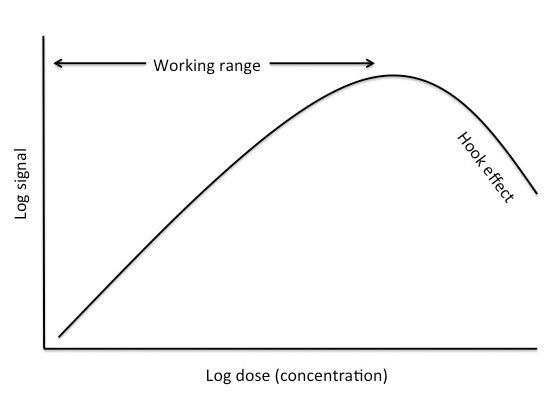 Working range
Hook effect
Log signal
Log dose (concentration)